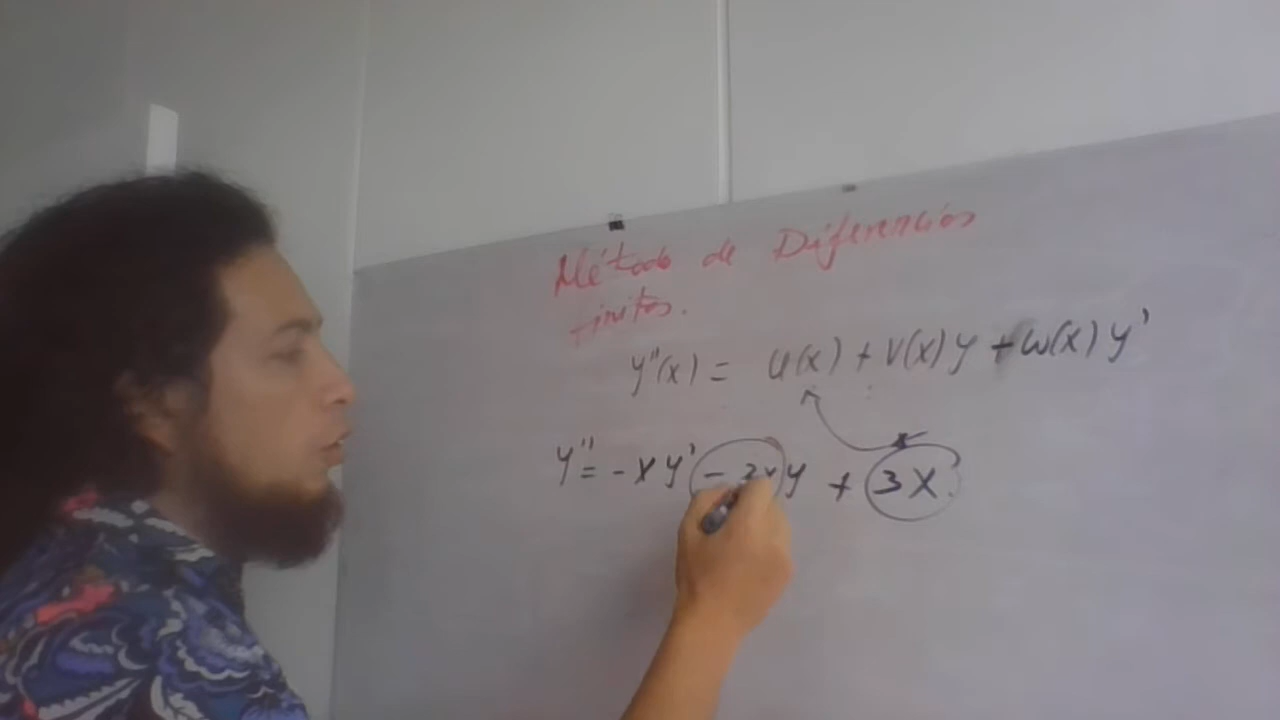 Método de Diferencias
finitas.
y''(x) = u(x) + v(x) y + w(x) y'
y'' = - x y' - 2x y + 3x